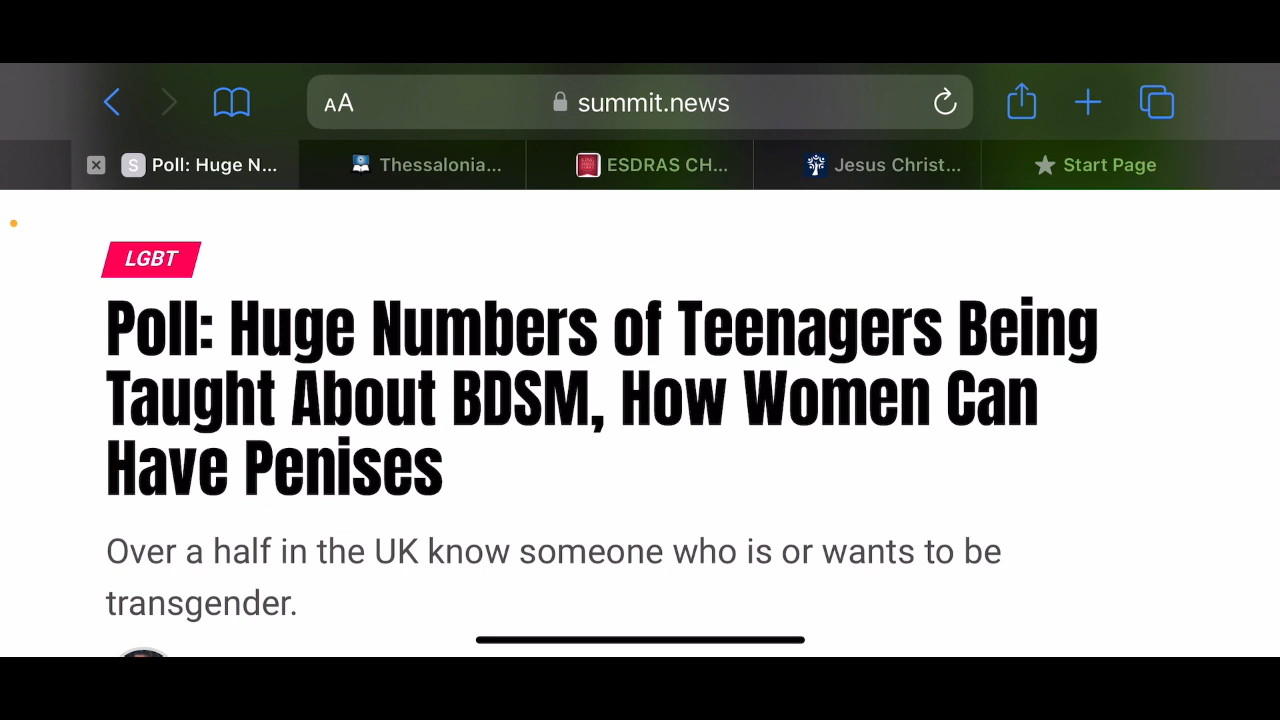 AA summit.news
S Poll: Huge N... Thessalonia... ESDRAS CH... Jesus Christ... Start Page
LGBT
Poll: Huge Numbers of Teenagers Being
Taught About BDSM, How Women Can
Have Penises
Over a half in the UK know someone who is or wants to be
transgender.